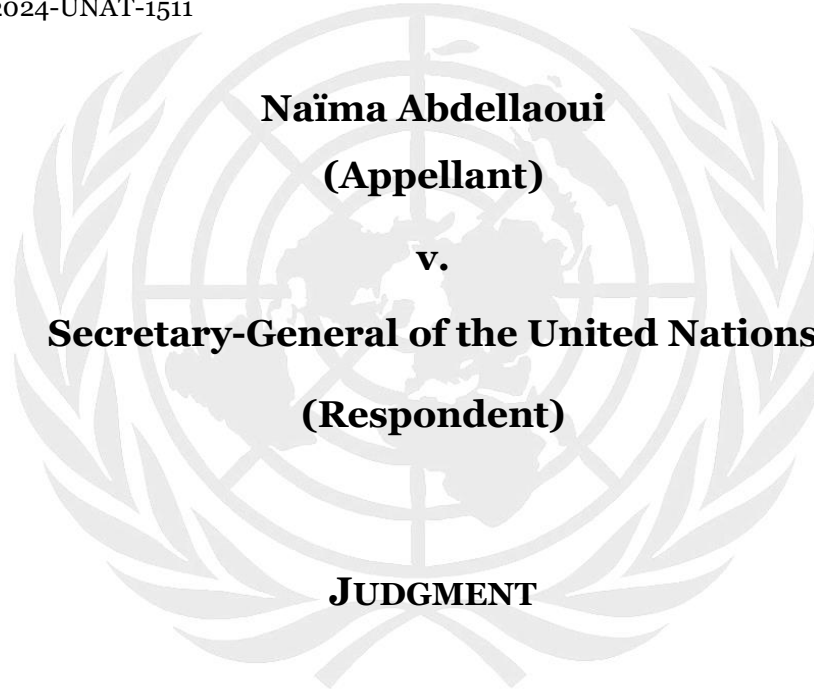 2024-UNAT-1511
Naïma Abdellaoui
(Appellant)
v.
Secretary-General of the United Nations
(Respondent)
JUDGMENT